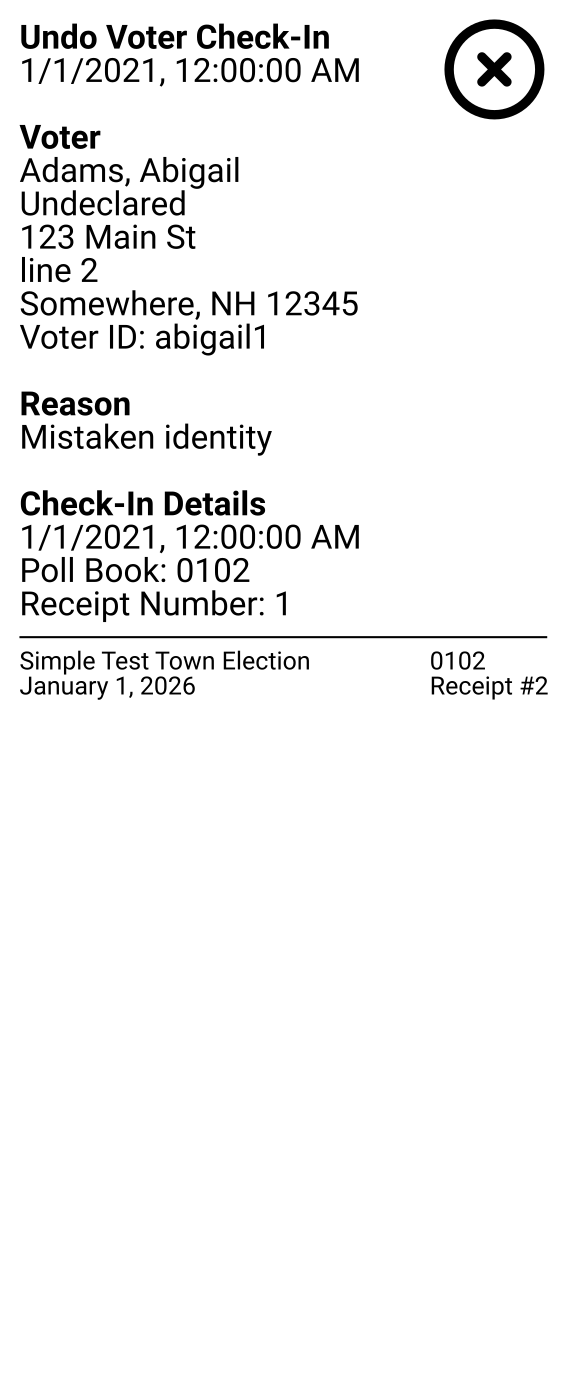 Undo Voter Check-In
1/1/2021, 12:00:00 AM
Voter
Adams, Abigail
Undeclared
123 Main St
line 2
Somewhere, NH 12345
Voter ID: abigail1
Reason
Mistaken identity
Check-In Details
1/1/2021, 12:00:00 AM
Poll Book: 0102
Receipt Number: 1
Simple Test Town Election
January 1, 2026
0102
Receipt #2